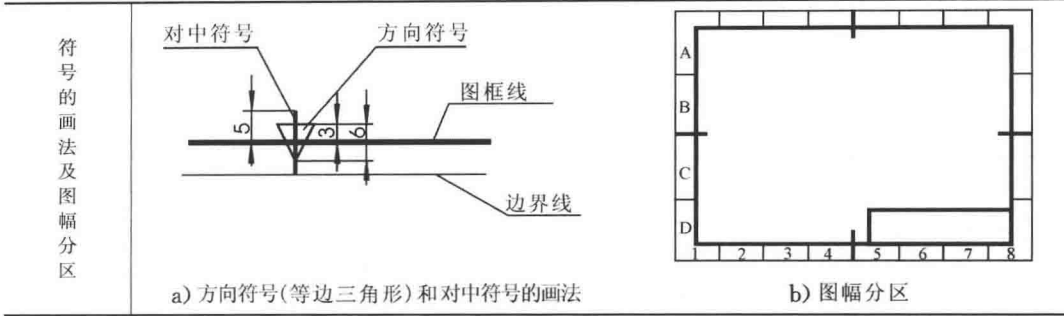 符号的画法及图幅分区
对中符号
方向符号
图框线
5
3
6
边界线
a）方向符号(等边三角形)和对中符号的画法
A
B
C
D
1 2 3 4 5 6 7 8
b）图幅分区